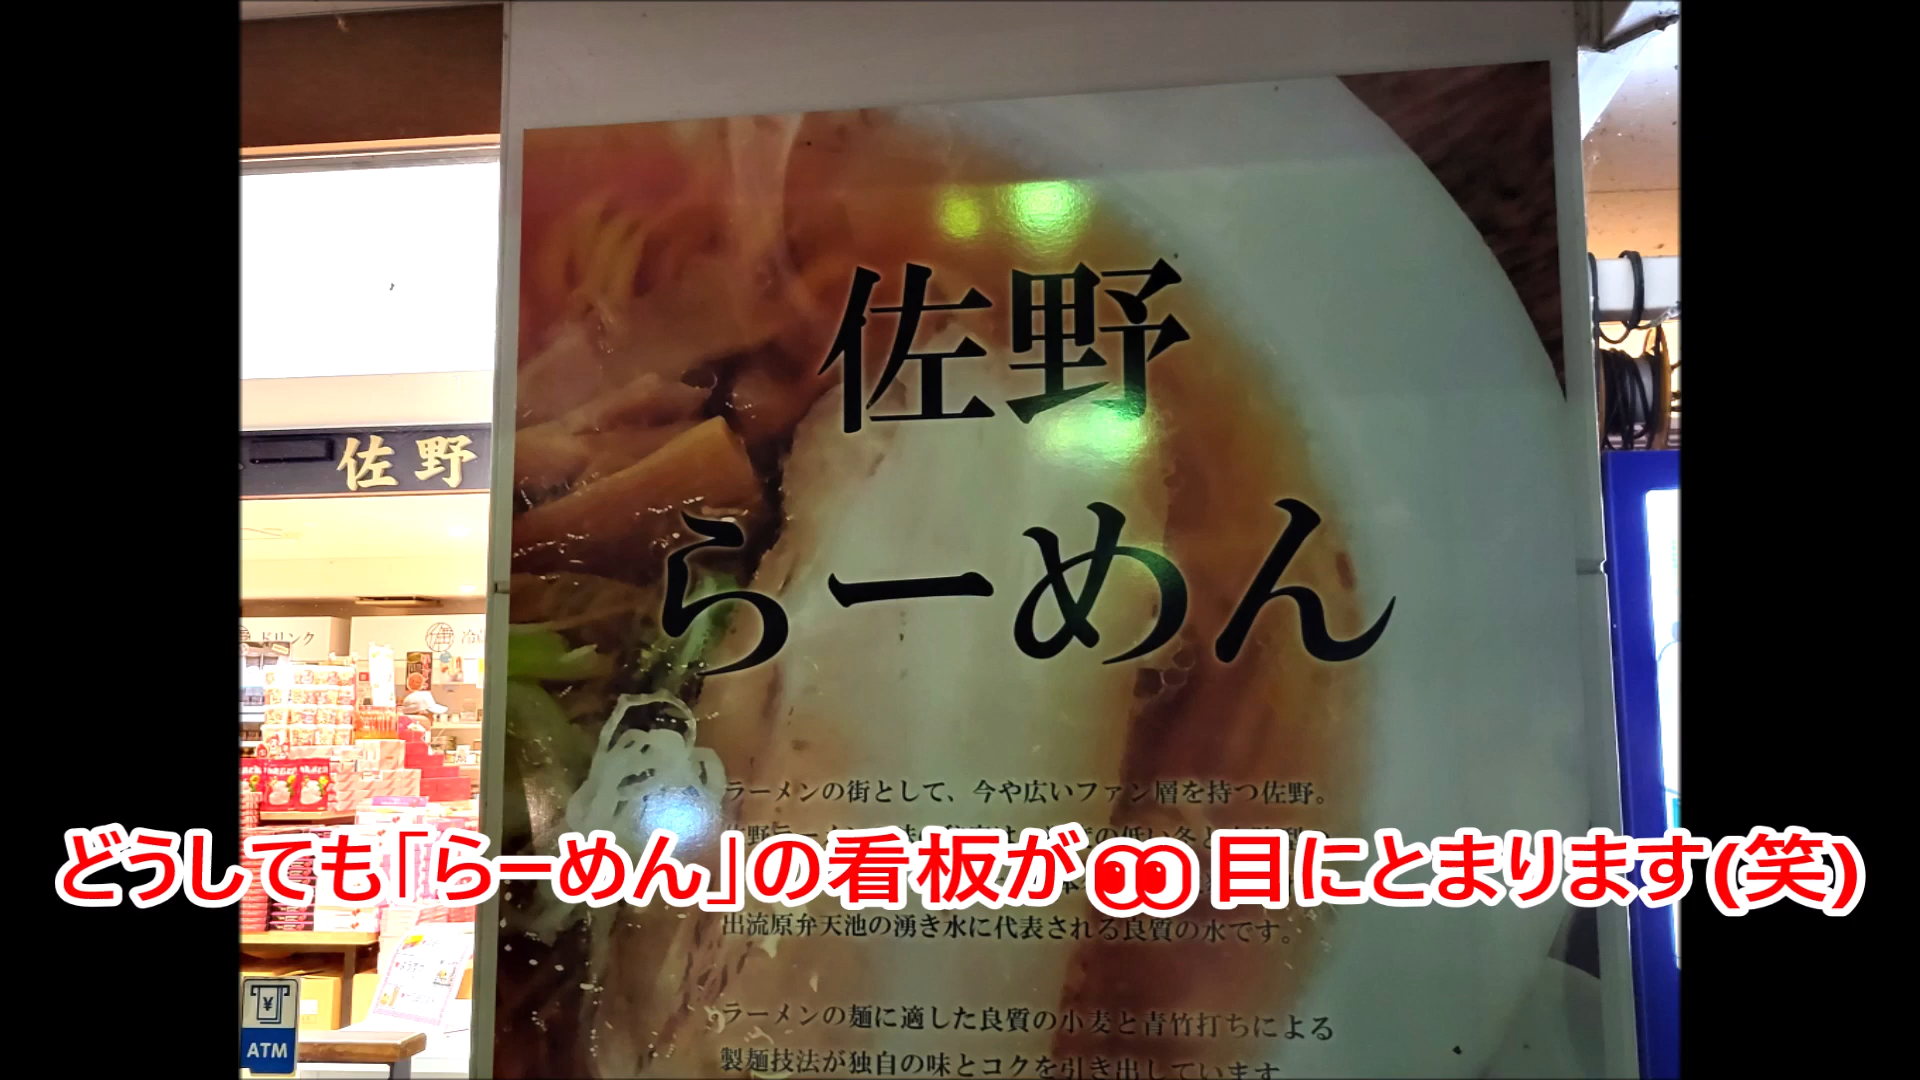 佐野
らーめん
佐野
ドリンク
ラーメンの街として、今や広いファン層を持つ佐野。
どうしても「らーめん」の看板が👀目にとまります(笑)
出流原弁天池の湧き水に代表される良質の水です。
ラーメンの麺に適した良質の小麦と青竹打ちによる
製麺技法が独自の味とコクを引き出しています
ATM